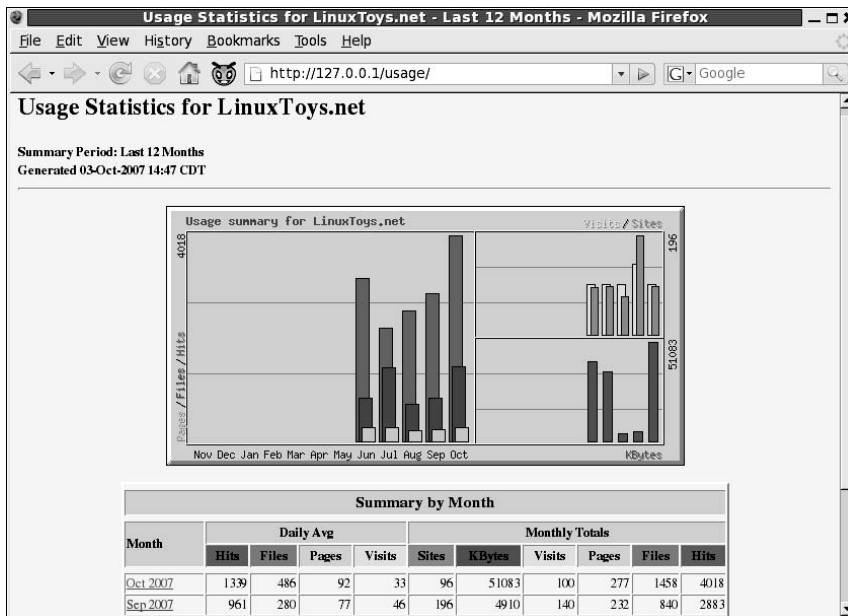 Usage Statistics for LinuxToys.net - Last 12 Months - Mozilla Firefox
File Edit View History Bookmarks Tools Help
http://127.0.0.1/usage/ G Google
Usage Statistics for LinuxToys.net
Summary Period: Last 12 Months
Generated 03-Oct-2007 14:47 CDT
Usage summary for LinuxToys.net Visits/Sites
4018
Pages/Files/Hits
196
51083
Nov Dec Jan Feb Mar Apr May Jun Jul Aug Sep Oct KBytes
Summary by Month
Month Daily Avg Monthly Totals
Hits Files Pages Visits Sites KBytes Visits Pages Files Hits
Oct 2007 1339 486 92 33 96 51083 100 277 1458 4018
Sep 2007 961 280 77 46 196 4910 140 232 840 2883